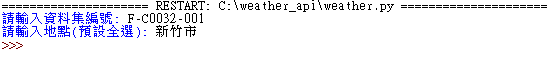 ==================== RESTART: C:\weather_api\weather.py ====================
請輸入資料集編號: F-C0032-001
請輸入地點(預設全選): 新竹市
>>>